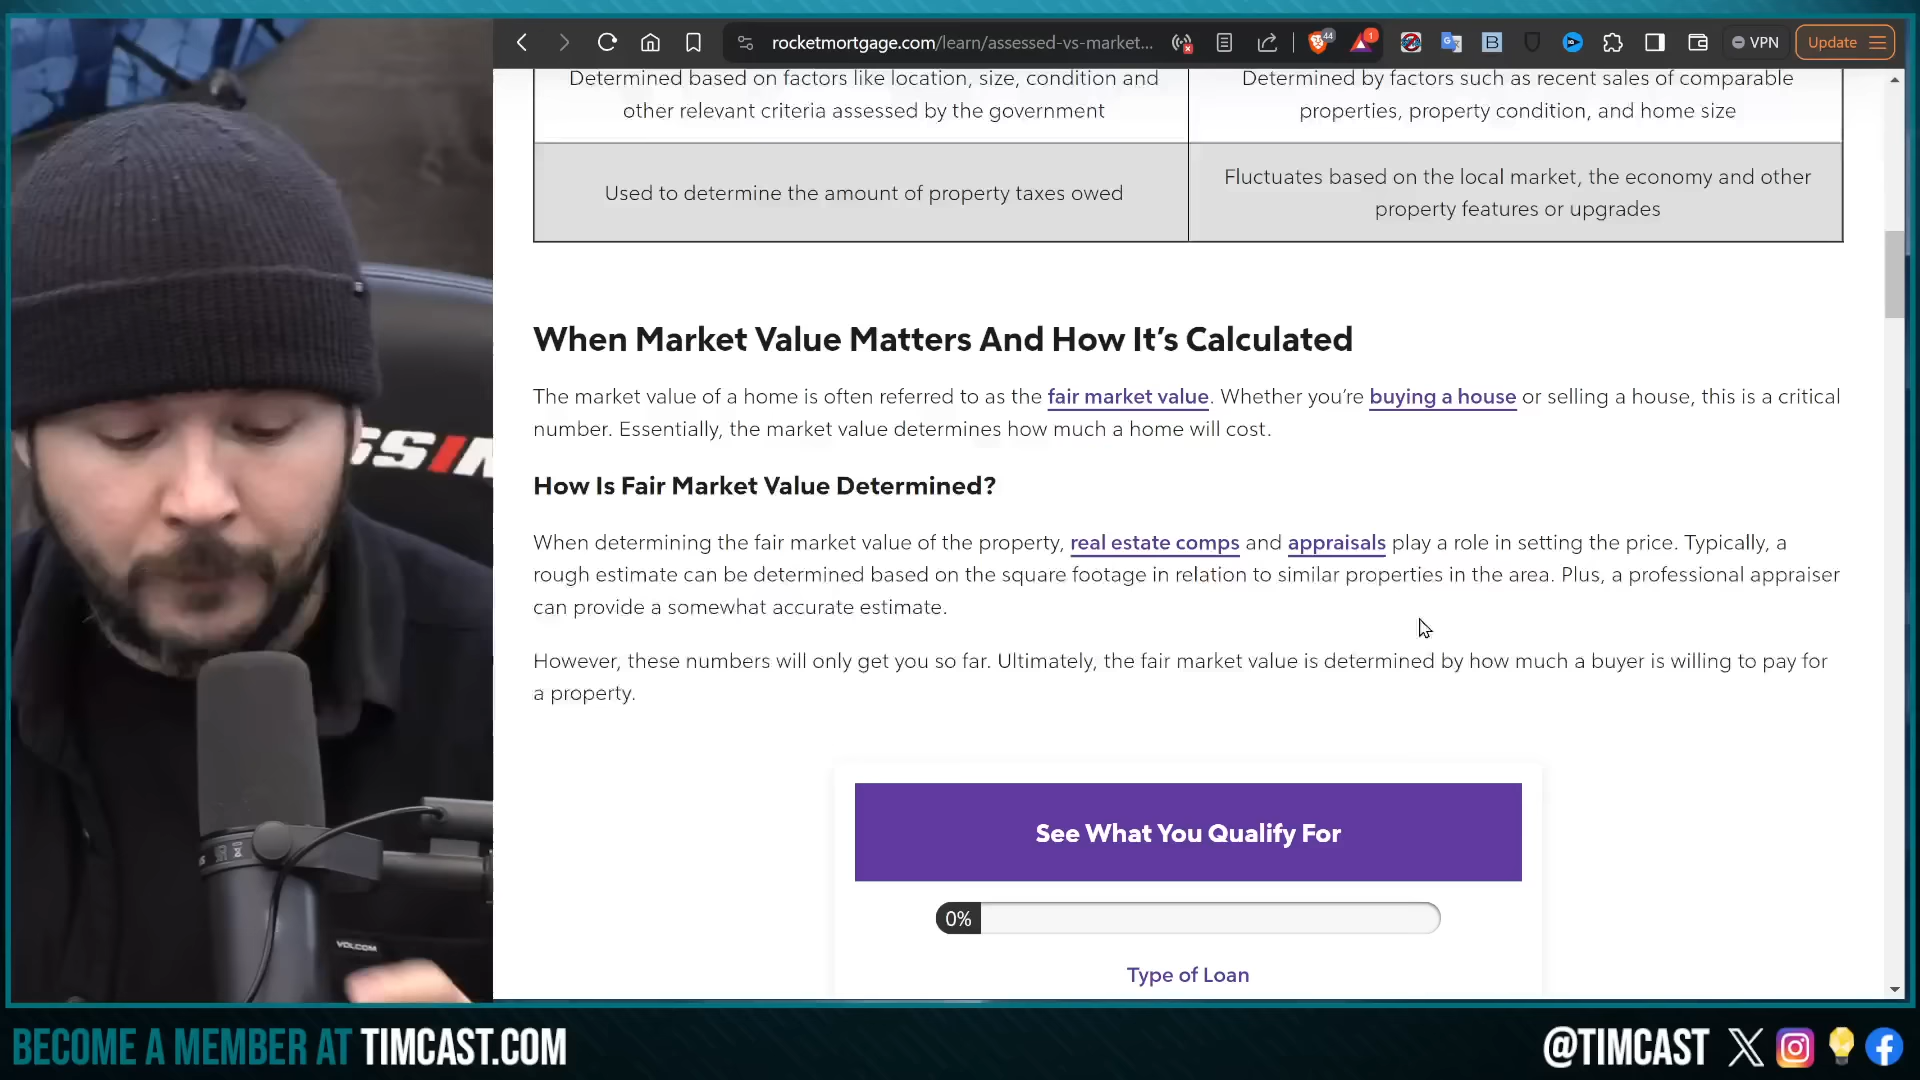 rocketmortgage.com/learn/assessed-vs-market...
44
1
VPN
Update
Determined based on factors like location, size, condition and
other relevant criteria assessed by the government
Determined by factors such as recent sales of comparable
properties, property condition, and home size
Used to determine the amount of property taxes owed
Fluctuates based on the local market, the economy and other
property features or upgrades
When Market Value Matters And How It's Calculated
The market value of a home is often referred to as the fair market value. Whether you're buying a house or selling a house, this is a critical
number. Essentially, the market value determines how much a home will cost.
How Is Fair Market Value Determined?
When determining the fair market value of the property, real estate comps and appraisals play a role in setting the price. Typically, a
rough estimate can be determined based on the square footage in relation to similar properties in the area. Plus, a professional appraiser
can provide a somewhat accurate estimate.
However, these numbers will only get you so far. Ultimately, the fair market value is determined by how much a buyer is willing to pay for
a property.
See What You Qualify For
0%
Type of Loan
VOLCOM
BECOME A MEMBER AT TIMCAST.COM
@TIMCAST